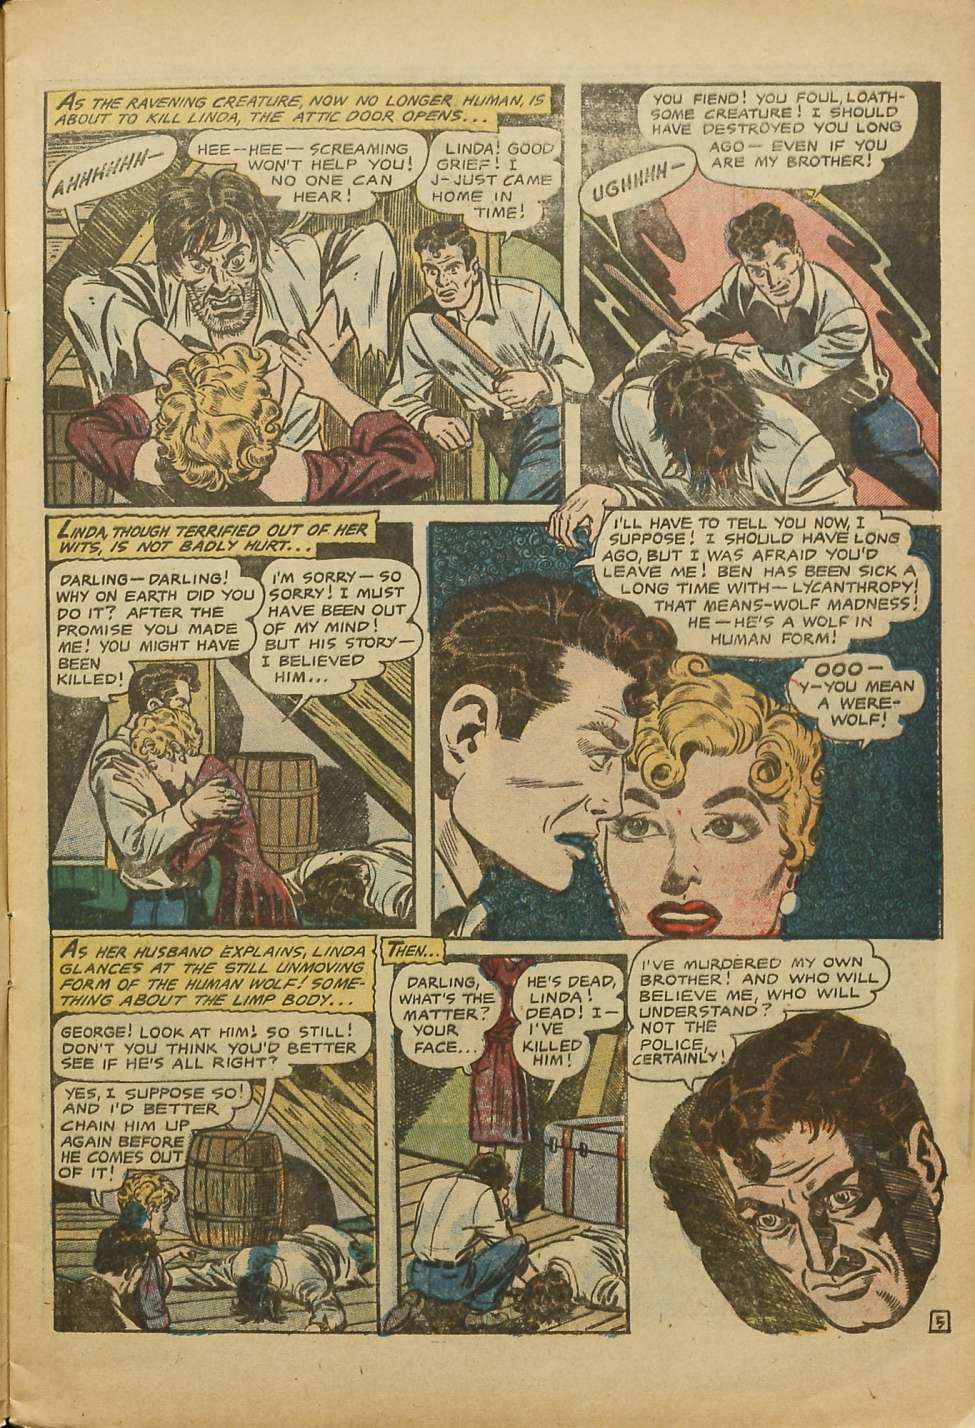 AS THE RAVENING CREATURE, NOW NO LONGER HUMAN, IS
ABOUT TO KILL LINDA, THE ATTIC DOOR OPENS...
AHHHHHH—
HEE--HEE-- SCREAMING
WON'T HELP YOU!
NO ONE CAN
HEAR!
LINDA! GOOD
GRIEF! I
J-JUST CAME
HOME IN
TIME!
YOU FIEND! YOU FOUL, LOATH-
SOME CREATURE! I SHOULD
HAVE DESTROYED YOU LONG
AGO-- EVEN IF YOU
ARE MY BROTHER!
UGHHHH—
LINDA, THOUGH TERRIFIED OUT OF HER
WITS, IS NOT BADLY HURT...
DARLING—DARLING!
WHY ON EARTH DID YOU
DO IT? AFTER THE
PROMISE YOU MADE
ME! YOU MIGHT HAVE
BEEN
KILLED!
I'M SORRY—SO
SORRY! I MUST
HAVE BEEN OUT
OF MY MIND!
BUT HIS STORY—
I BELIEVED
HIM...
I'LL HAVE TO TELL YOU NOW, I
SUPPOSE! I SHOULD HAVE LONG
AGO, BUT I WAS AFRAID YOU'D
LEAVE ME! BEN HAS BEEN SICK A
LONG TIME WITH—LYCANTHROPY!
THAT MEANS-WOLF MADNESS!
HE—HE'S A WOLF IN
HUMAN FORM!
OOO—
Y-YOU MEAN
A WERE-
WOLF!
AS HER HUSBAND EXPLAINS, LINDA
GLANCES AT THE STILL UNMOVING
FORM OF THE HUMAN WOLF! SOME-
THING ABOUT THE LIMP BODY...
GEORGE! LOOK AT HIM! SO STILL!
DON'T YOU THINK YOU'D BETTER
SEE IF HE'S ALL RIGHT?
YES, I SUPPOSE SO!
AND I'D BETTER
CHAIN HIM UP
AGAIN BEFORE
HE COMES OUT
OF IT!
THEN...
DARLING,
WHAT'S THE
MATTER?
YOUR
FACE...
HE'S DEAD,
LINDA!
DEAD! I—
I'VE
KILLED
HIM!
I'VE MURDERED MY OWN
BROTHER! AND WHO WILL
BELIEVE ME, WHO WILL
UNDERSTAND?
NOT THE
POLICE,
CERTAINLY!
5